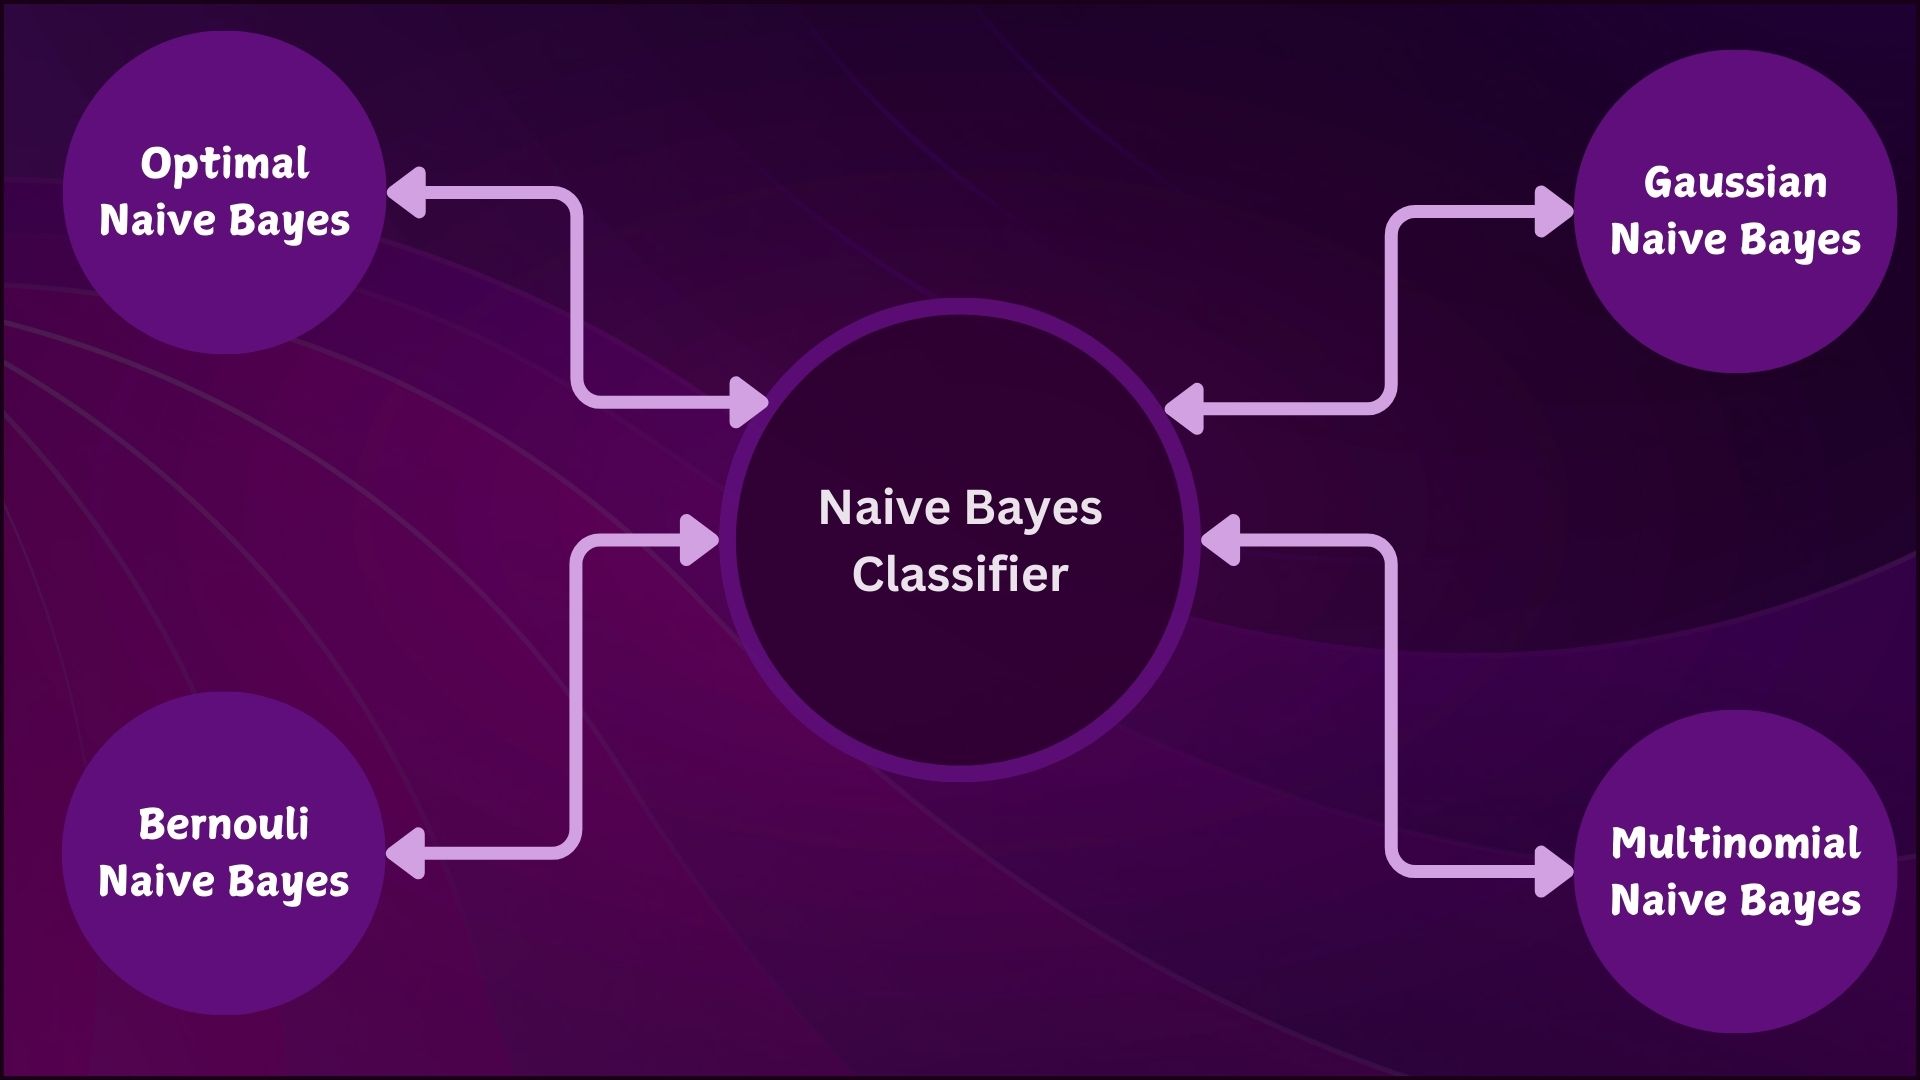 Optimal
Naive Bayes
Gaussian
Naive Bayes
Naive Bayes
Classifier
Bernouli
Naive Bayes
Multinomial
Naive Bayes